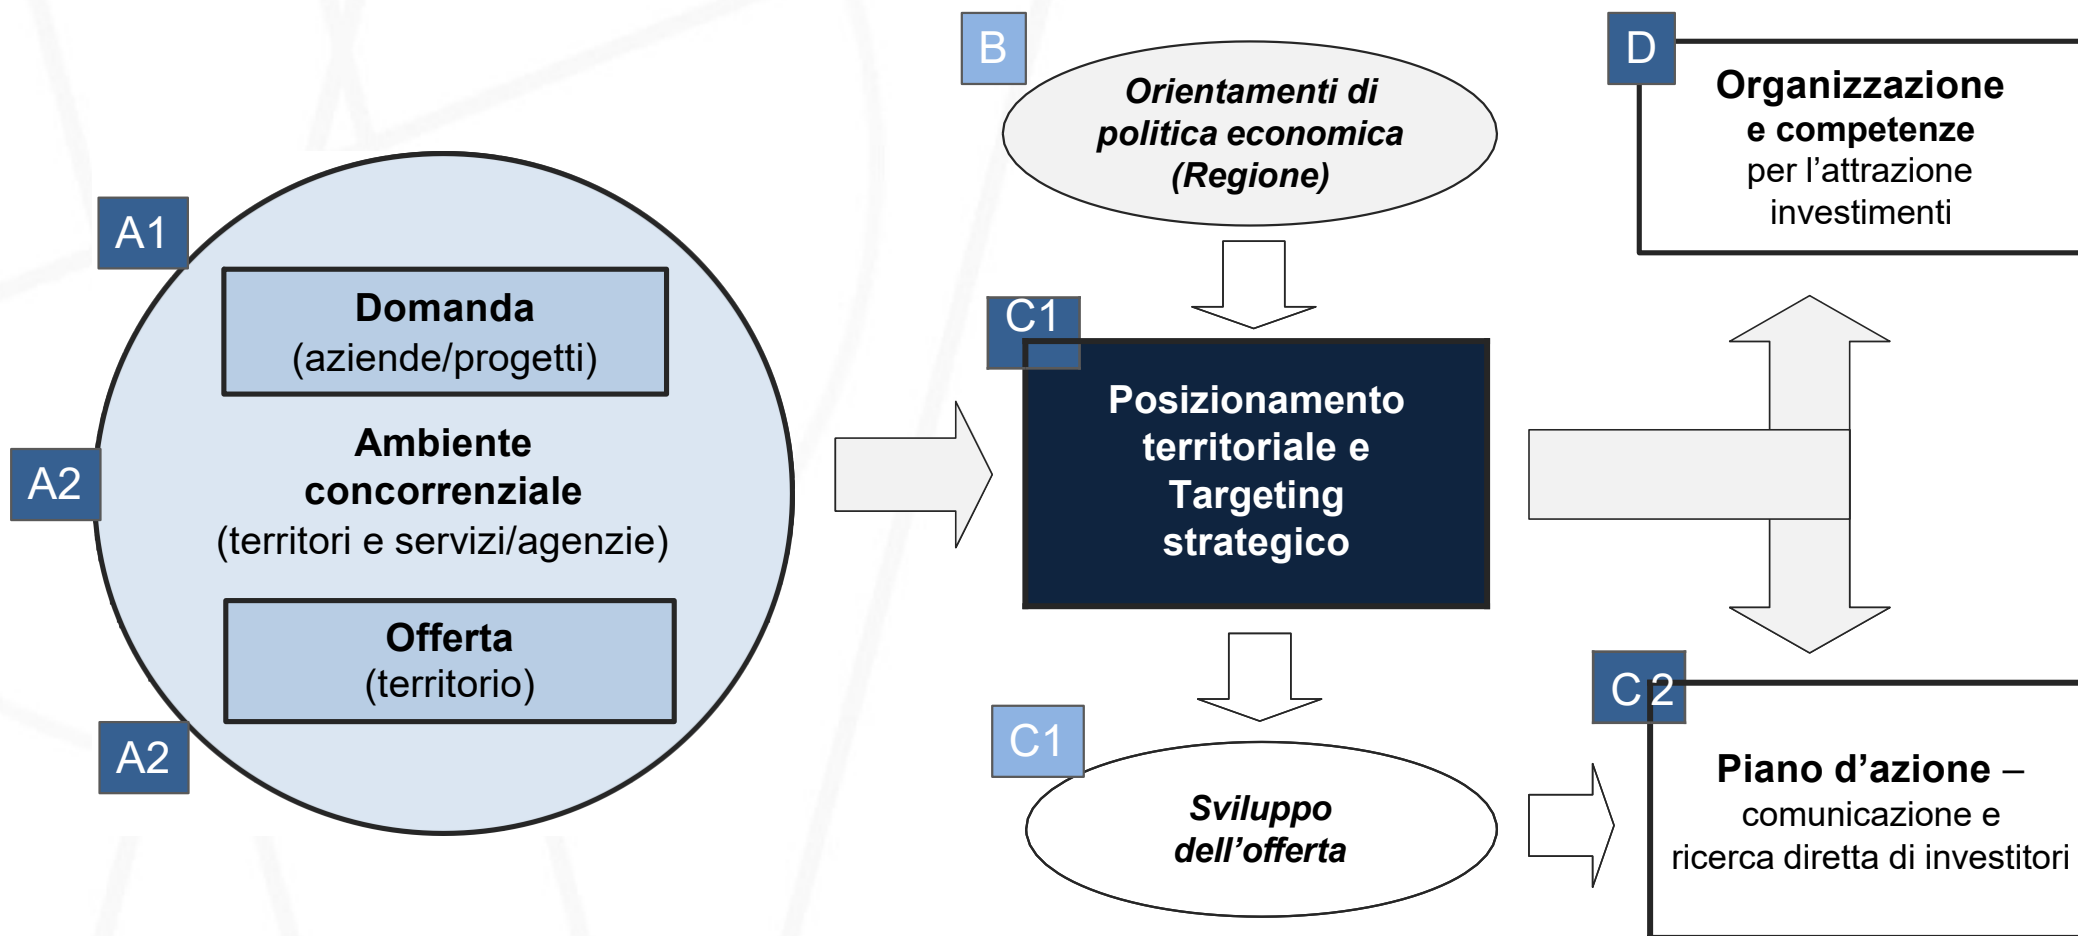 A1
Domanda
(aziende/progetti)
A2
Ambiente
concorrenziale
(territori e servizi/agenzie)
Offerta
(territorio)
A2
B
Orientamenti di
politica economica
(Regione)
C1
Posizionamento
territoriale e
Targeting
strategico
C1
Sviluppo
dell’offerta
D
Organizzazione
e competenze
per l’attrazione
investimenti
C 2
Piano d’azione –
comunicazione e
ricerca diretta di investitori